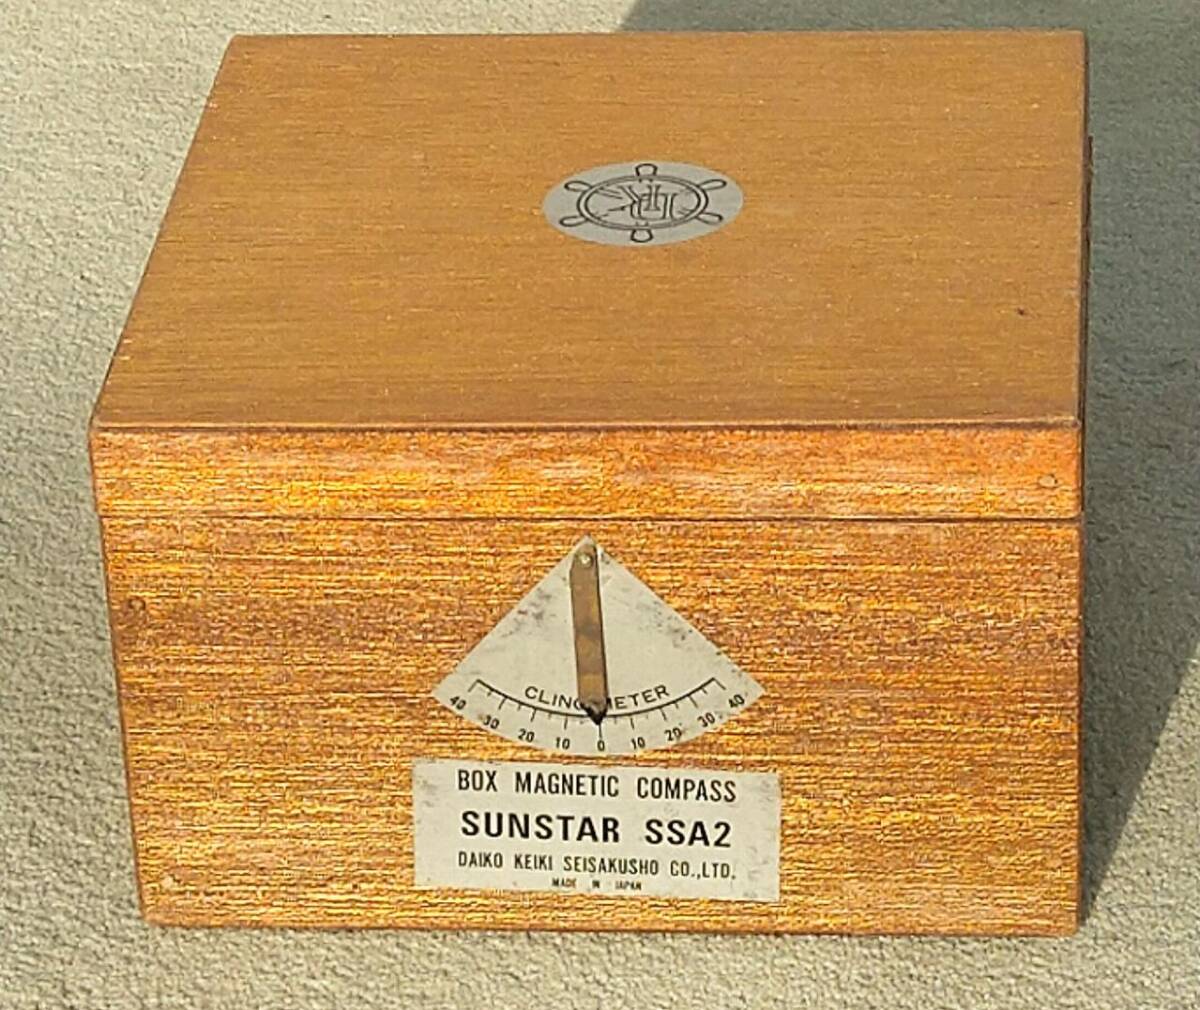 CLINOMETER
40 30 20 10 0 10 20 30 40
BOX MAGNETIC COMPASS
SUNSTAR SSA2
DAIKO KEIKI SEISAKUSHO CO.,LTD.
MADE IN JAPAN